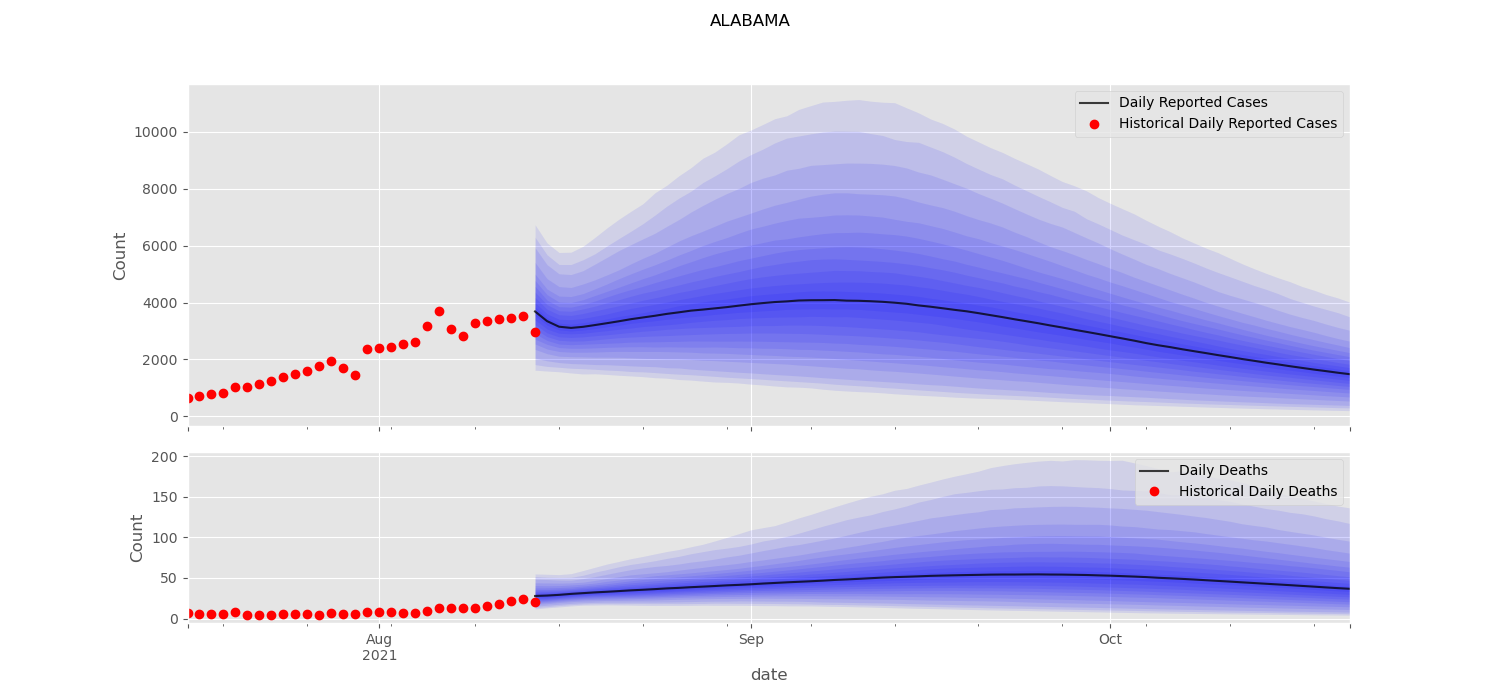 ALABAMA
Daily Reported Cases
Historical Daily Reported Cases
Count
10000
8000
6000
4000
2000
0
Daily Deaths
Historical Daily Deaths
Count
200
150
100
50
0
Aug Sep Oct
2021
date